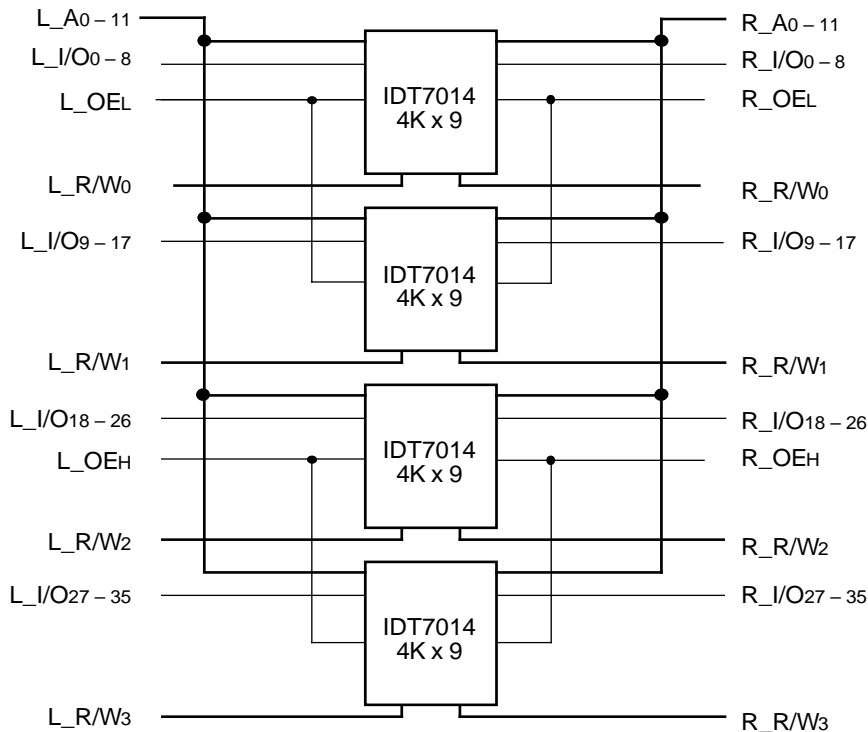 L_A0 – 11
R_A0 – 11
L_I/O0 – 8
IDT7014
4K x 9
R_I/O0 – 8
L_OEL
R_OEL
L_R/W0
R_R/W0
L_I/O9 – 17
IDT7014
4K x 9
R_I/O9 – 17
L_R/W1
R_R/W1
L_I/O18 – 26
IDT7014
4K x 9
R_I/O18 – 26
L_OEH
R_OEH
L_R/W2
R_R/W2
L_I/O27 – 35
IDT7014
4K x 9
R_I/O27 – 35
L_R/W3
R_R/W3